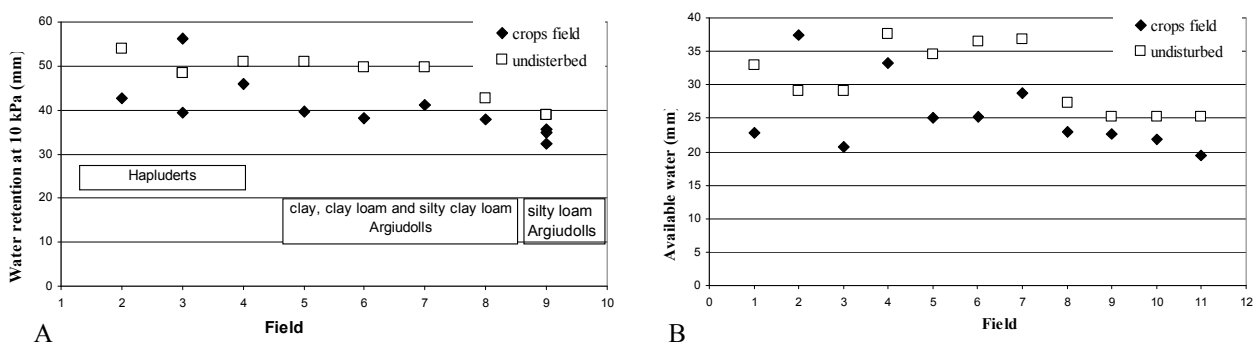 Water retention at 10 kPa (mm)
60
50
40
30
20
10
0
crops field
undisterbed
Hapluderts
clay, clay loam and silty clay loam
Argiudolls
silty loam
Argiudolls
1 2 3 4 5 6 7 8 9 10
Field
A
Available water (mm)
40
35
30
25
20
15
10
5
0
crops field
undisturbed
0 1 2 3 4 5 6 7 8 9 10 11 12
Field
B